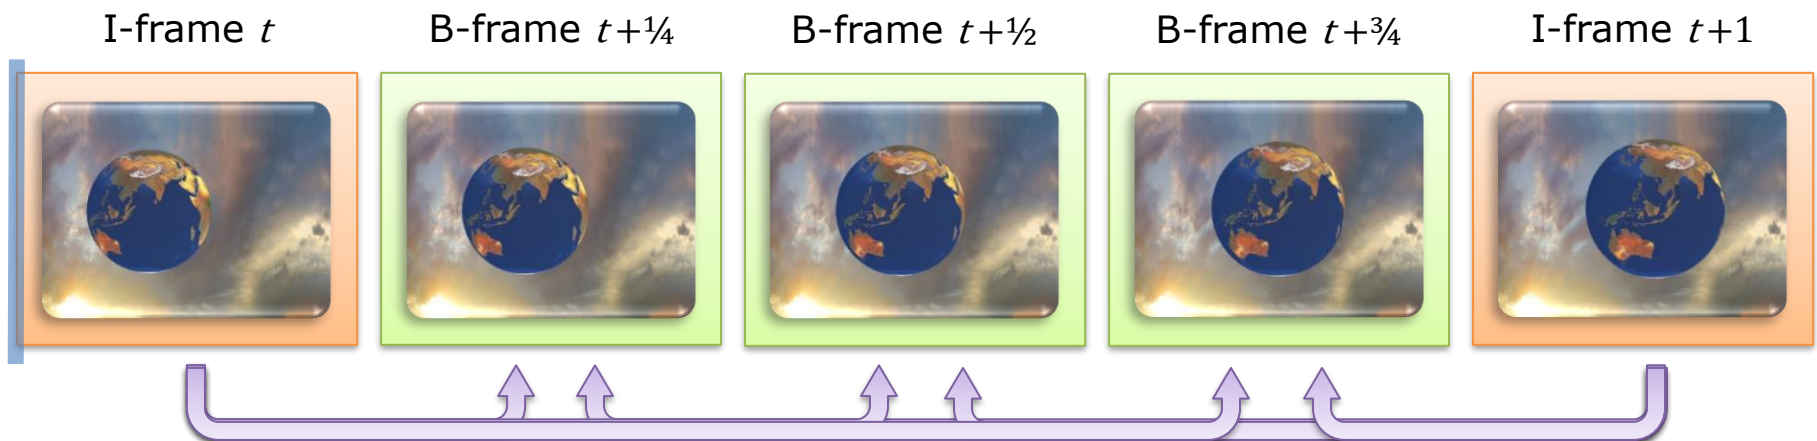 I-frame t
B-frame t+¼
B-frame t+½
B-frame t+¾
I-frame t+1